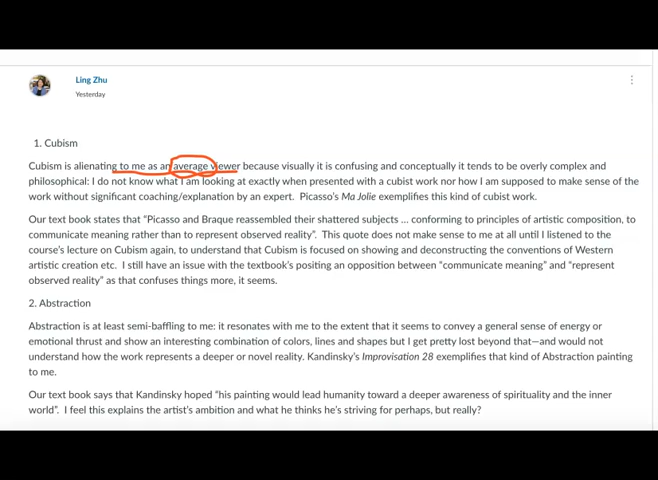 Ling Zhu
Yesterday
1. Cubism
Cubism is alienating to me as an average viewer because visually it is confusing and conceptually it tends to be overly complex and
philosophical: I do not know what I am looking at exactly when presented with a cubist work nor how I am supposed to make sense of the
work without significant coaching/explanation by an expert. Picasso's Ma Jolie exemplifies this kind of cubist work.
Our text book states that "Picasso and Braque reassembled their shattered subjects ... conforming to principles of artistic composition, to
communicate meaning rather than to represent observed reality". This quote does not make sense to me at all until I listened to the
course's lecture on Cubism again, to understand that Cubism is focused on showing and deconstructing the conventions of Western
artistic creation etc. I still have an issue with the textbook's positing an opposition between "communicate meaning" and "represent
observed reality" as that confuses things more, it seems.
2. Abstraction
Abstraction is at least semi-baffling to me: it resonates with me to the extent that it seems to convey a general sense of energy or
emotional thrust and show an interesting combination of colors, lines and shapes but I get pretty lost beyond that—and would not
understand how the work represents a deeper or novel reality. Kandinsky's Improvisation 28 exemplifies that kind of Abstraction painting
to me.
Our text book says that Kandinsky hoped "his painting would lead humanity toward a deeper awareness of spirituality and the inner
world". I feel this explains the artist's ambition and what he thinks he's striving for perhaps, but really?